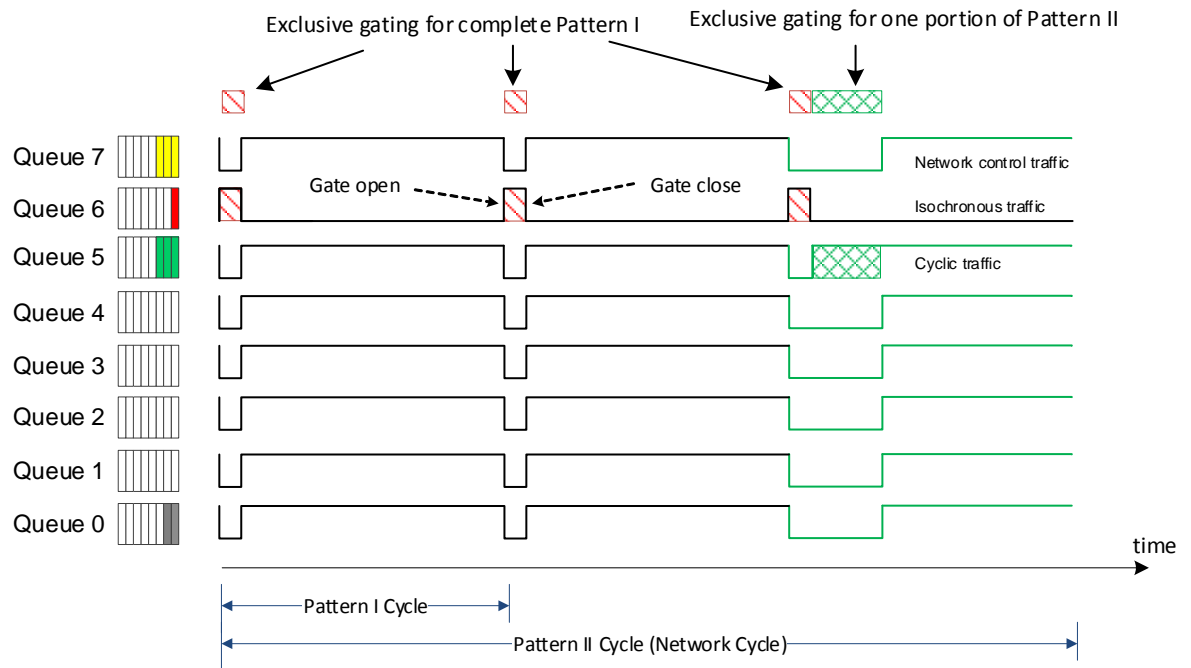 Exclusive gating for complete Pattern I
Exclusive gating for one portion of Pattern II
Queue 7
Network control traffic
Gate open
Gate close
Queue 6
Isochronous traffic
Queue 5
Cyclic traffic
Queue 4
Queue 3
Queue 2
Queue 1
Queue 0
time
Pattern I Cycle
Pattern II Cycle (Network Cycle)